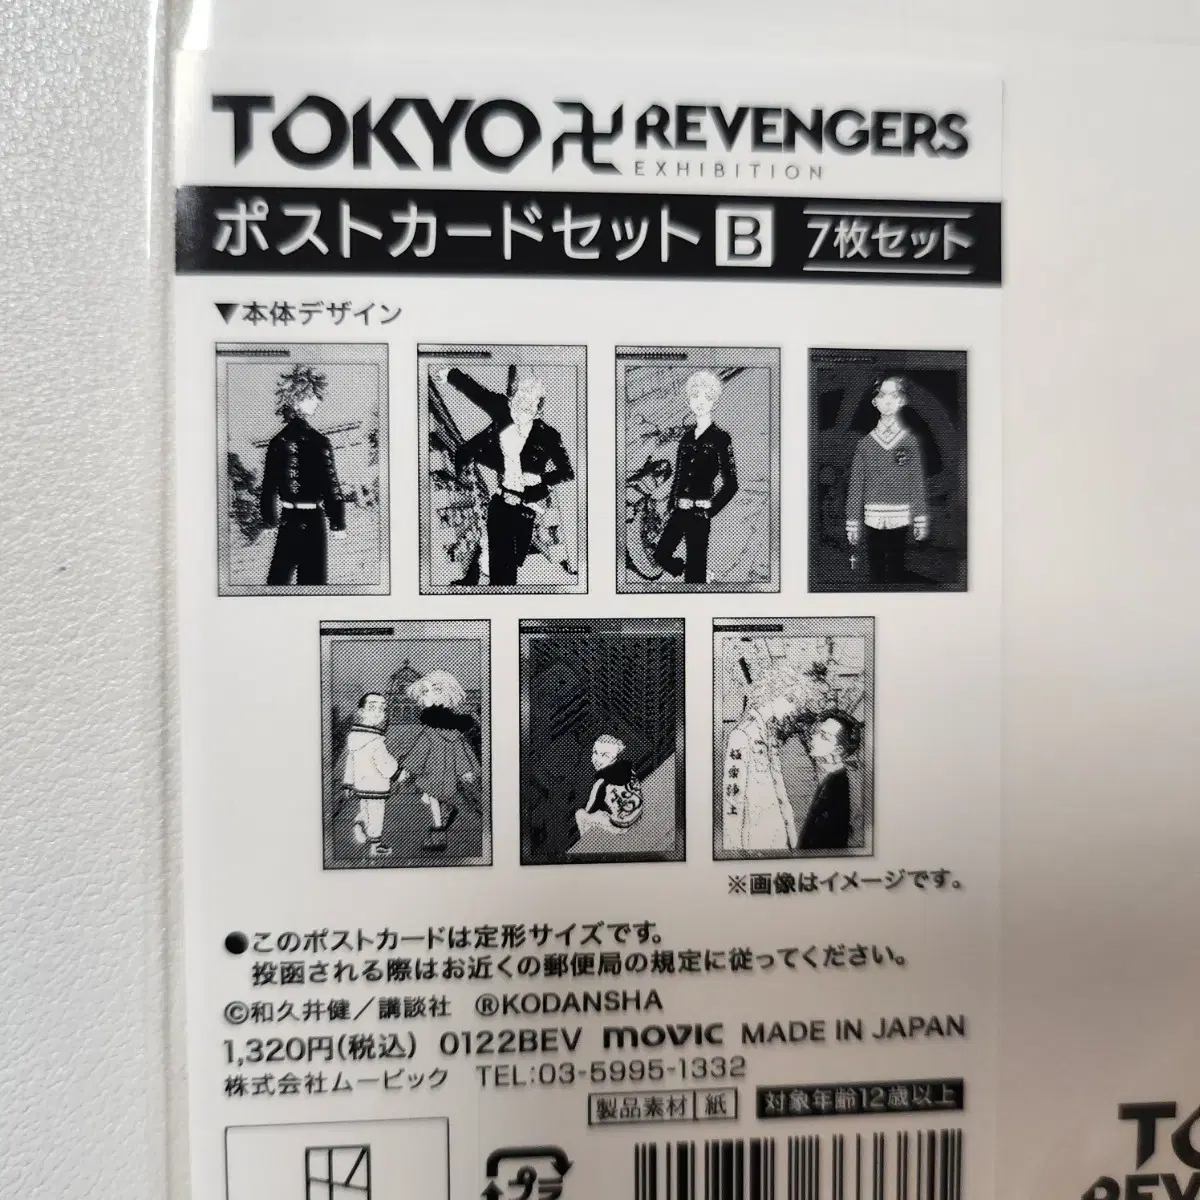 TOKYO 卍 REVENGERS
EXHIBITION
ポストカードセット B 7枚セット
▼本体デザイン
極楽浄土
※画像はイメージです。
●このポストカードは定形サイズです。
投函される際はお近くの郵便局の規定に従ってください。
©和久井健／講談社 ®KODANSHA
1,320円(税込) 0122BEV movic MADE IN JAPAN
株式会社ムービック TEL:03-5995-1332
製品素材 紙 対象年齢12歳以上
プラ